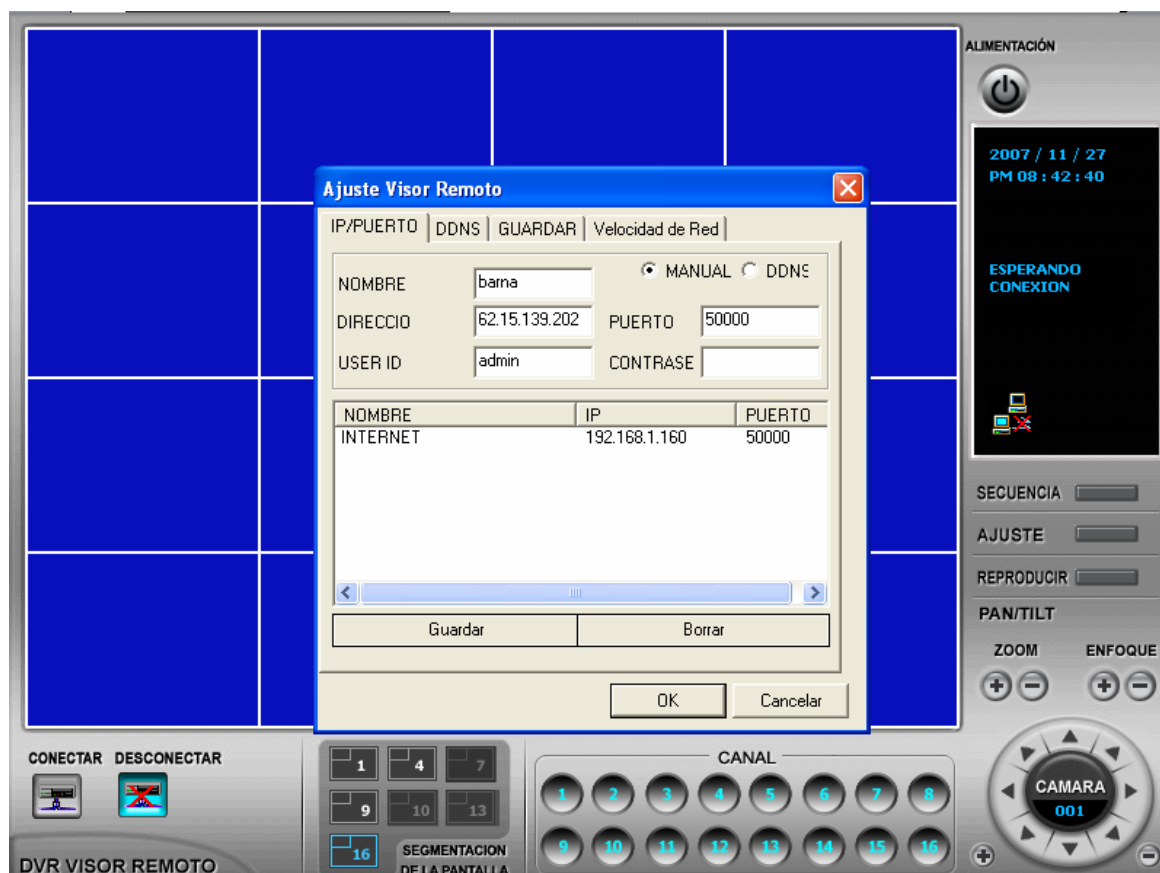 ALIMENTACIÓN
2007 / 11 / 27
PM 08 : 42 : 40
ESPERANDO
CONEXION
Ajuste Visor Remoto
IP/PUERTO DDNS GUARDAR Velocidad de Red
MANUAL DDNS
NOMBRE barna
DIRECCIO 62.15.139.202 PUERTO 50000
USER ID admin CONTRASE
NOMBRE IP PUERTO
INTERNET 192.168.1.160 50000
Guardar Borrar
OK Cancelar
SECUENCIA
AJUSTE
REPRODUCIR
PAN/TILT
ZOOM ENFOQUE
CAMARA
001
CONECTAR DESCONECTAR
1 4 7
9 10 13
16 SEGMENTACION
DE LA PANTALLA
CANAL
1 2 3 4 5 6 7 8
9 10 11 12 13 14 15 16
DVR VISOR REMOTO